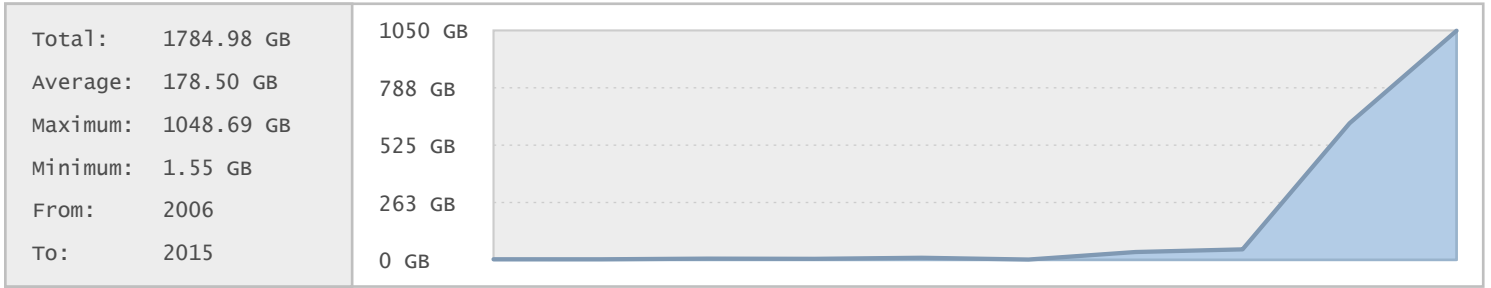 Total: 1784.98 GB
Average: 178.50 GB
Maximum: 1048.69 GB
Minimum: 1.55 GB
From: 2006
To: 2015
1050 GB
788 GB
525 GB
263 GB
0 GB